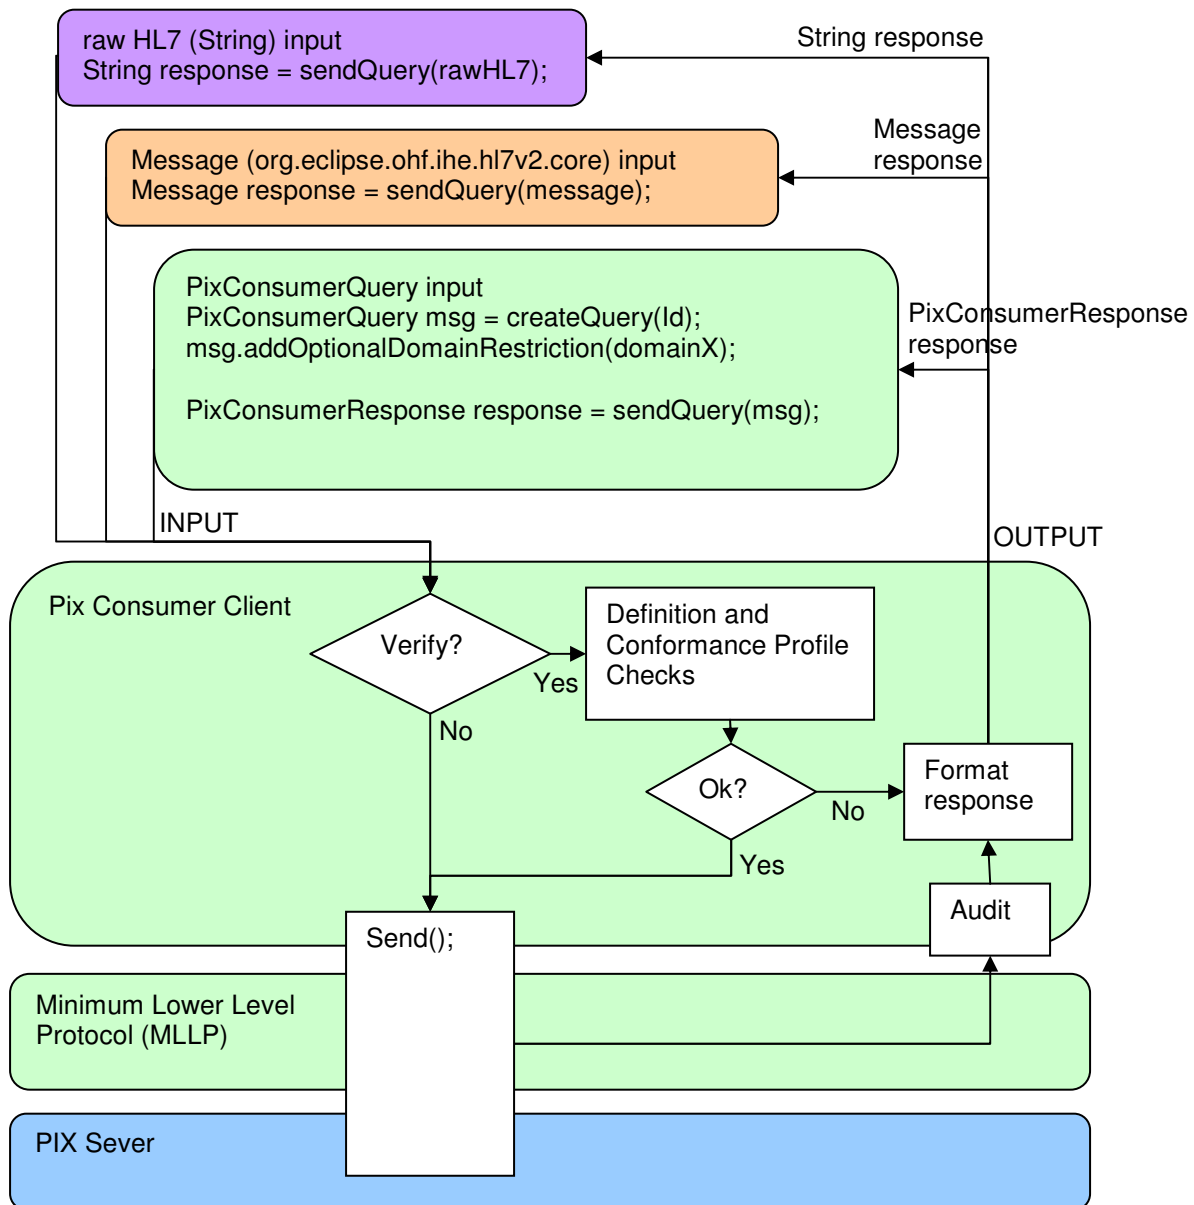 raw HL7 (String) input
String response = sendQuery(rawHL7);
String response
Message (org.eclipse.ohf.ihe.hl7v2.core) input
Message response = sendQuery(message);
Message
response
PixConsumerQuery input
PixConsumerQuery msg = createQuery(Id);
msg.addOptionalDomainRestriction(domainX);
PixConsumerResponse response = sendQuery(msg);
PixConsumerResponse
response
INPUT
OUTPUT
Pix Consumer Client
Verify?
Yes
No
Definition and
Conformance Profile
Checks
Ok?
No
Yes
Format
response
Audit
Send();
Minimum Lower Level
Protocol (MLLP)
PIX Sever